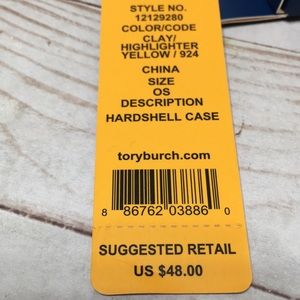 STYLE NO.
12129280
COLOR/CODE
CLAY/
HIGHLIGHTER
YELLOW / 924
CHINA
SIZE
OS
DESCRIPTION
HARDSHELL CASE
toryburch.com
8 86762 03886 0
SUGGESTED RETAIL
US $48.00